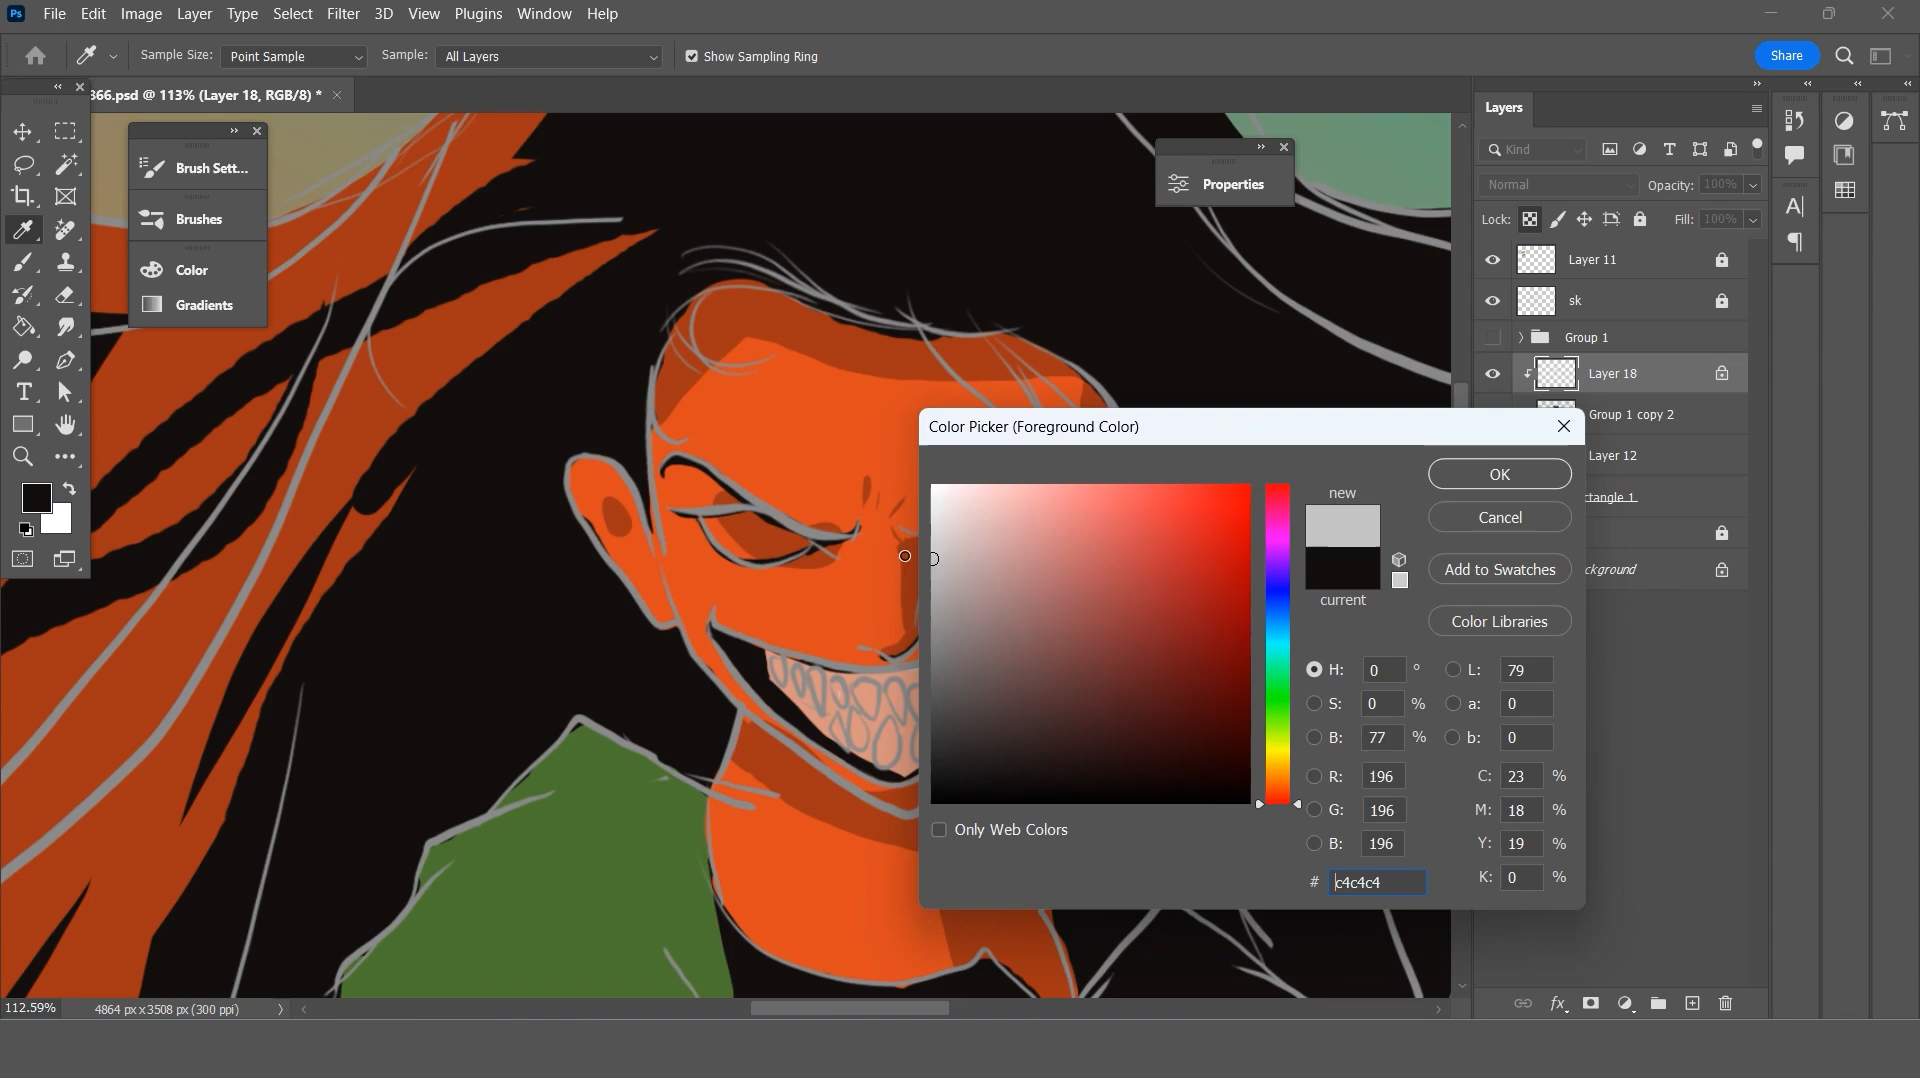 Ps File Edit Image Layer Type Select Filter 3D View Plugins Window Help
Sample Size: Point Sample Sample: All Layers Show Sampling Ring Share
366.psd @ 113% (Layer 18, RGB/8) *
Brush Sett...
Brushes
Color
Gradients
Properties
Layers
Kind
Normal Opacity: 100%
Lock: Fill: 100%
Layer 11
sk
Group 1
Layer 18
Group 1 copy 2
Layer 12
ctangle 1
ckground
Color Picker (Foreground Color)
new
current
OK
Cancel
Add to Swatches
Color Libraries
H: 0 ° L: 79
S: 0 % a: 0
B: 77 % b: 0
R: 196 C: 23 %
G: 196 M: 18 %
B: 196 Y: 19 %
# c4c4c4 K: 0 %
Only Web Colors
112.59% 4864 px x 3508 px (300 ppi)